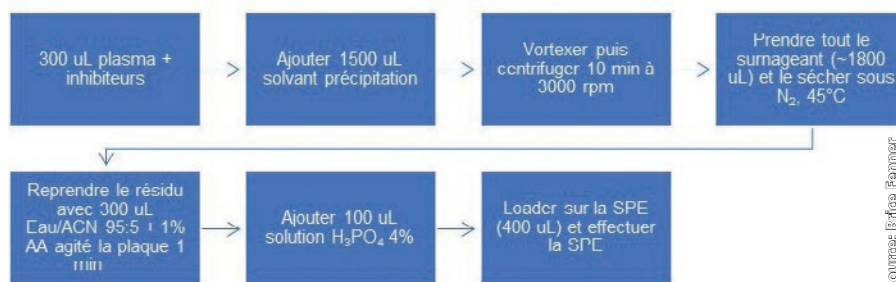 300 uL plasma +
inhibiteurs
>
Ajouter 1500 uL
solvant précipitation
>
Vortexer puis
centrifuger 10 min à
3000 rpm
>
Prendre tout le
surnageant (~1800
uL) et le sécher sous
N₂, 45°C
Reprendre le résidu
avec 300 uL
Eau/ACN 95:5 + 1%
AA agité la plaque 1
min
Ajouter 100 uL
solution H₃PO₄ 4%
Loader sur la SPE
(400 uL) et effectuer
la SPE
Source: Brice Fenner